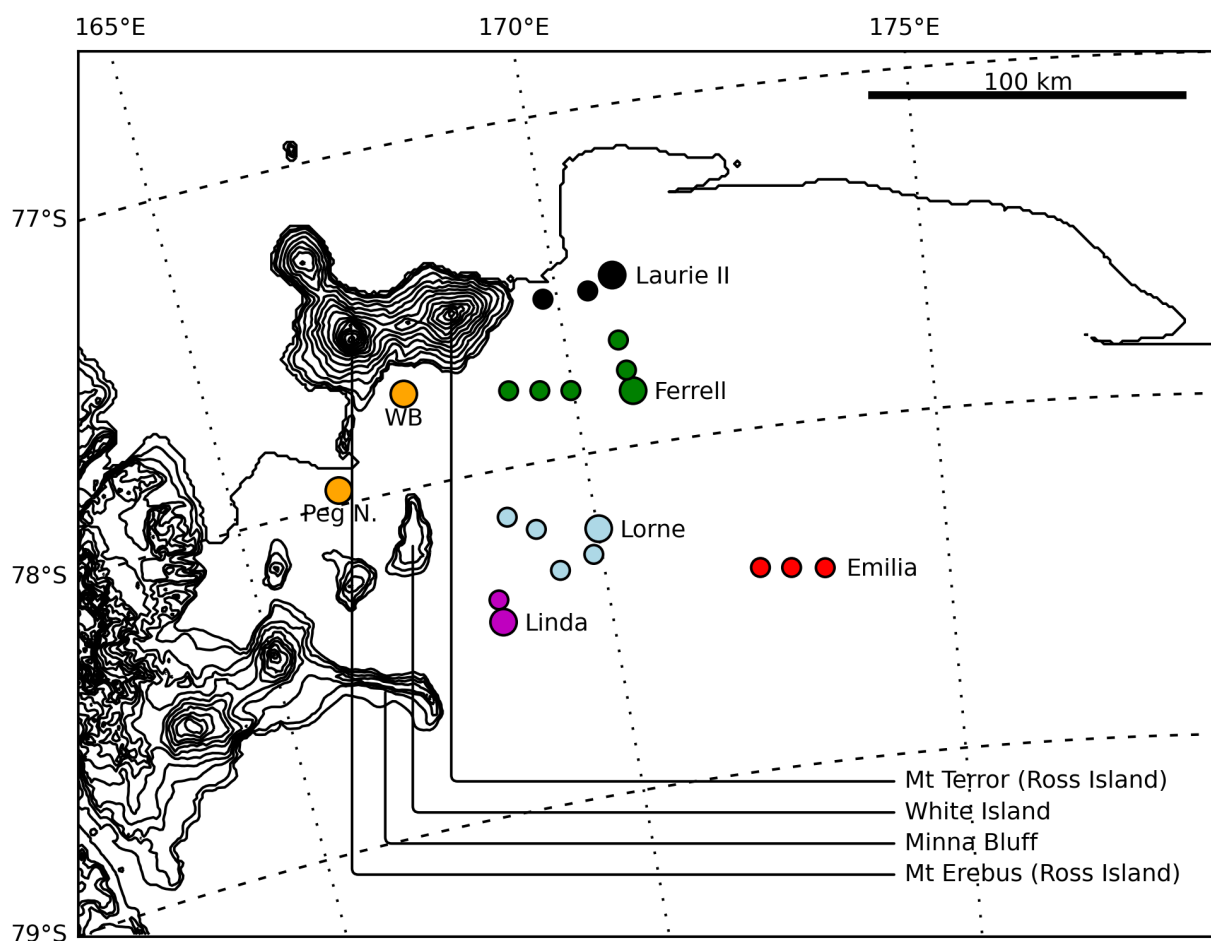 165°E
170°E
175°E
100 km
77°S
Laurie II
Ferrell
WB
Peg N.
Lorne
78°S
Emilia
Linda
Mt Terror (Ross Island)
White Island
Minna Bluff
Mt Erebus (Ross Island)
79°S